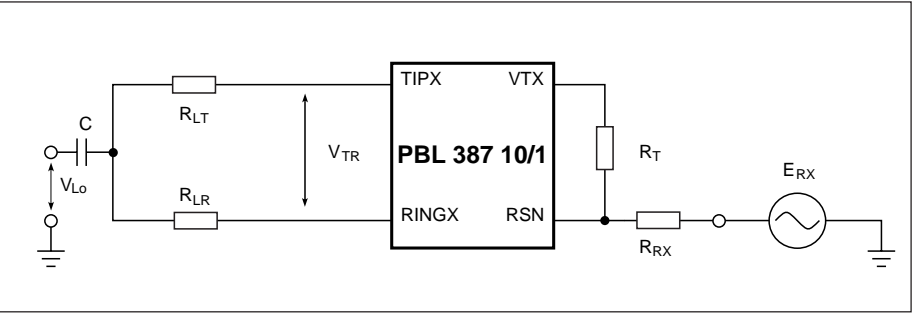 TIPX
VTX
C
RLT
VTR
PBL 387 10/1
RT
ERX
VLo
RLR
RINGX
RSN
RRX